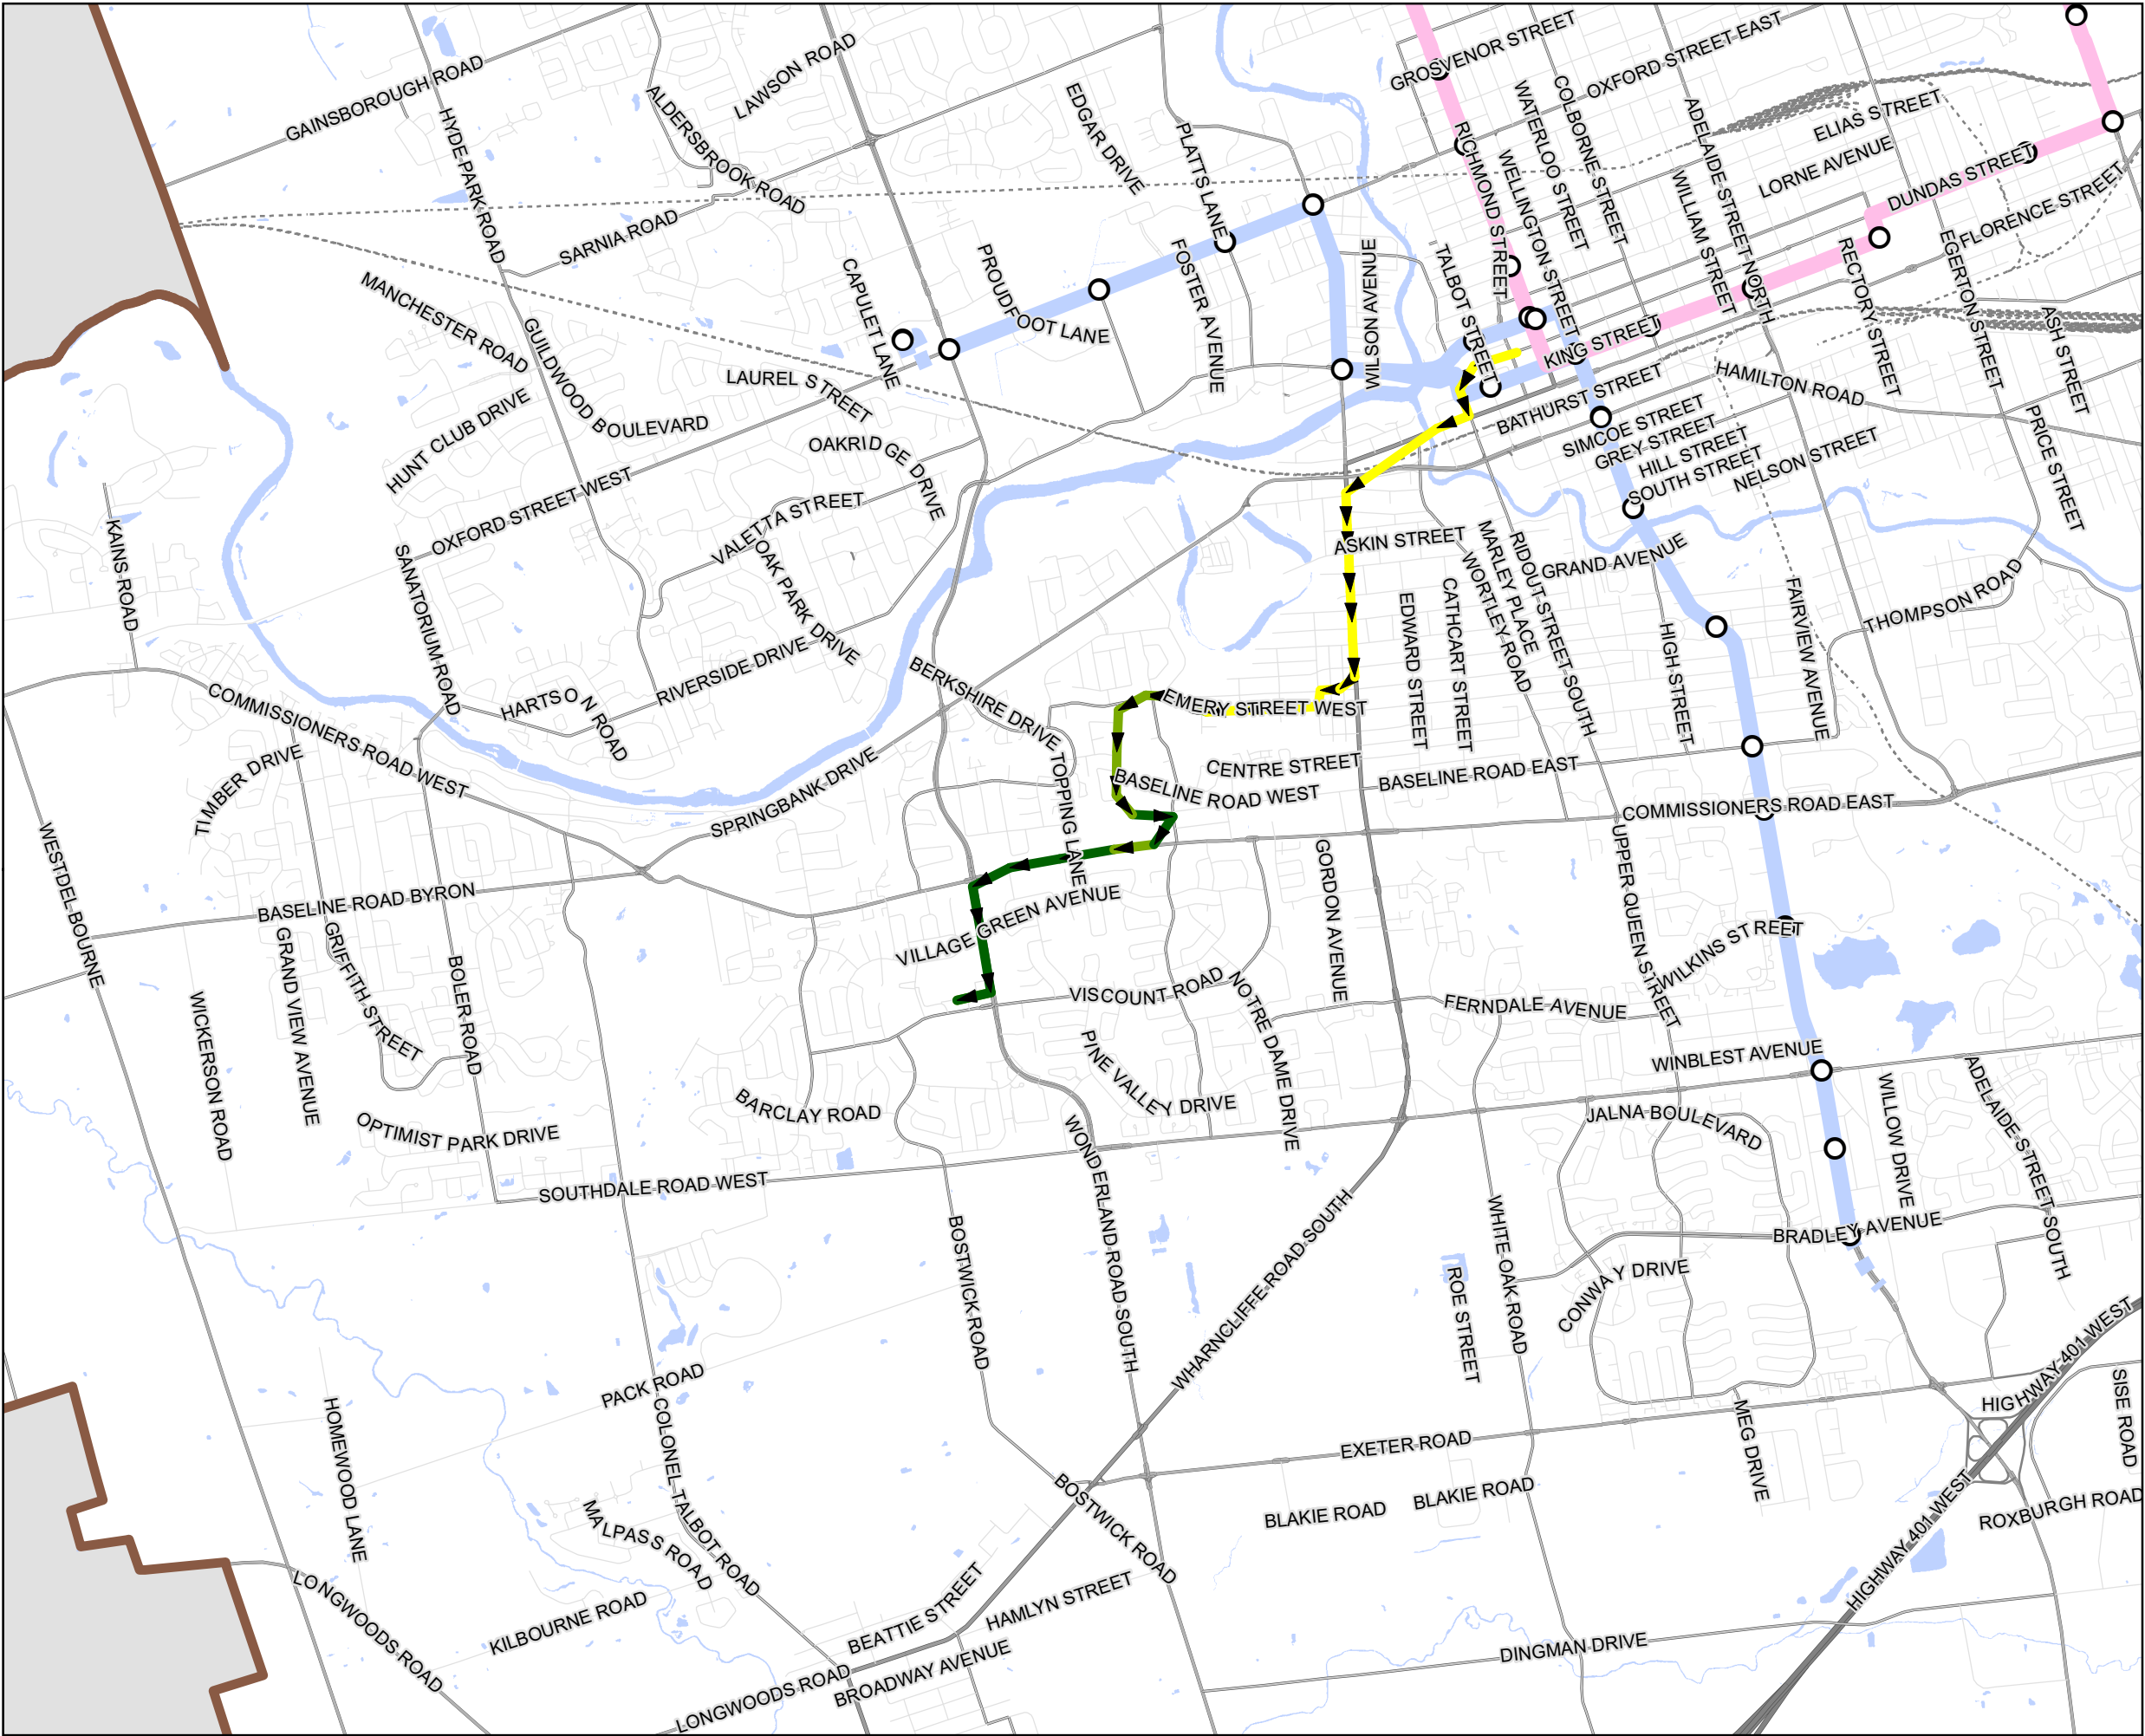 GROSVENOR STREET
OXFORD STREET EAST
LAWSON ROAD
GAINSBOROUGH ROAD
ALDERSBROOK ROAD
EDGAR DRIVE
PLATTS LANE
HYDE PARK ROAD
RICHMOND STREET
WATERLOO STREET
COLBORNE STREET
WELLINGTON STREET
ADELAIDE STREET NORTH
ELIAS STREET
LORNE AVENUE
WILLIAM STREET
DUNDAS STREET
FLORENCE STREET
SARNIA ROAD
MANCHESTER ROAD
CAPULET LANE
PROUDFOOT LANE
FOSTER AVENUE
WILSON AVENUE
TALBOT STREET
KING STREET
RECTORY STREET
EGERTON STREET
ASH STREET
GUILDWOOD BOULEVARD
LAUREL STREET
HUNT CLUB DRIVE
OAKRIDGE DRIVE
BATHURST STREET
HAMILTON ROAD
SIMCOE STREET
GREY STREET
HILL STREET
SOUTH STREET
NELSON STREET
PRICE STREET
OXFORD STREET WEST
VALETTA STREET
KAINS ROAD
SANATORIUM ROAD
OAK PARK DRIVE
ASKIN STREET
MARLEY PLACE
RIDOUT STREET SOUTH
WORTLEY ROAD
GRAND AVENUE
CATHCART STREET
EDWARD STREET
HIGH STREET
FAIRVIEW AVENUE
THOMPSON ROAD
COMMISSIONERS ROAD WEST
HARTSON ROAD
RIVERSIDE DRIVE
BERKSHIRE DRIVE
EMERY STREET WEST
TIMBER DRIVE
SPRINGBANK DRIVE
TOPPING LANE
CENTRE STREET
BASELINE ROAD WEST
BASELINE ROAD EAST
COMMISSIONERS ROAD EAST
WESTDEL BOURNE
BASELINE ROAD BYRON
GRAND VIEW AVENUE
GRIFFITH STREET
BOLER ROAD
VILLAGE GREEN AVENUE
GORDON AVENUE
UPPER QUEEN STREET
WILKINS STREET
WICKERSON ROAD
VISCOUNT ROAD
NOTRE DAME DRIVE
FERNDALE AVENUE
PINE VALLEY DRIVE
WINBLEST AVENUE
WILLOW DRIVE
ADELAIDE STREET SOUTH
OPTIMIST PARK DRIVE
BARCLAY ROAD
JALNA BOULEVARD
SOUTHDALE ROAD WEST
WONDERLAND ROAD SOUTH
BOSTWICK ROAD
WHARNCLIFFE ROAD SOUTH
WHITE OAK ROAD
ROE STREET
BRADLEY AVENUE
CONWAY DRIVE
HIGHWAY 401 WEST
HIGHWAY 401 WEST
HIGHWAY 401 WEST
SISE ROAD
PACK ROAD
HOMEWOOD LANE
COLONEL TALBOT ROAD
MEG DRIVE
EXETER ROAD
BLAKIE ROAD
BLAKIE ROAD
BOSTWICK ROAD
ROXBURGH ROAD
MALPASS ROAD
LONGWOODS ROAD
KILBOURNE ROAD
BEATTIE STREET
HAMLYN STREET
DINGMAN DRIVE
BROADWAY AVENUE
LONGWOODS ROAD